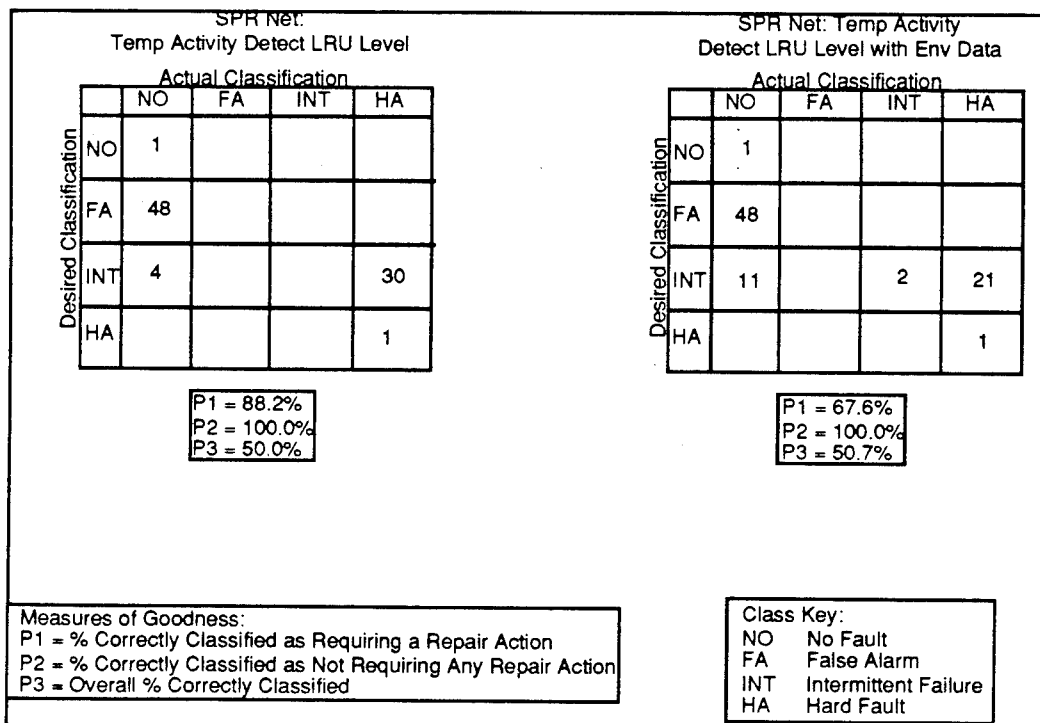 SPR Net:
Temp Activity Detect LRU Level
Actual Classification
NO FA INT HA
Desired Classification
NO 1
FA 48
INT 4 30
HA 1
P1 = 88.2%
P2 = 100.0%
P3 = 50.0%
SPR Net: Temp Activity
Detect LRU Level with Env Data
Actual Classification
NO FA INT HA
Desired Classification
NO 1
FA 48
INT 11 2 21
HA 1
P1 = 67.6%
P2 = 100.0%
P3 = 50.7%
Measures of Goodness:
P1 = % Correctly Classified as Requiring a Repair Action
P2 = % Correctly Classified as Not Requiring Any Repair Action
P3 = Overall % Correctly Classified
Class Key:
NO No Fault
FA False Alarm
INT Intermittent Failure
HA Hard Fault